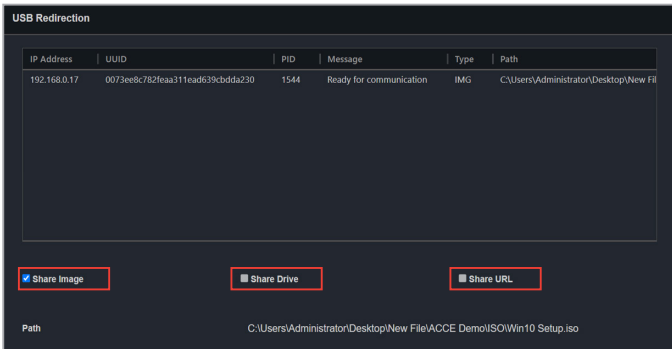 USB Redirection
IP Address UUID PID Message Type Path
192.168.0.17 0073ee8c782feaa311ead639cbdda230 1544 Ready for communication IMG C:\Users\Administrator\Desktop\New Fil
Share Image Share Drive Share URL
Path C:\Users\Administrator\Desktop\New File\ACCE Demo\ISO\Win10 Setup.iso